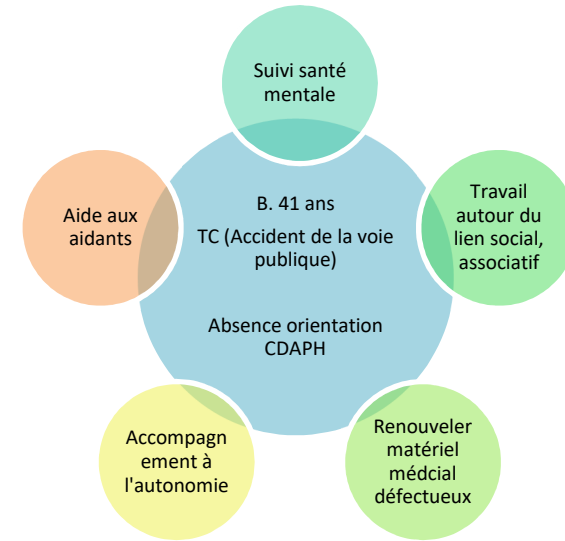 Suivi santé
mentale
Aide aux
aidants
B. 41 ans
TC (Accident de la voie
publique)
Absence orientation
CDAPH
Travail
autour du
lien social,
associatif
Accompagn
ement à
l'autonomie
Renouveler
matériel
médcial
défectueux